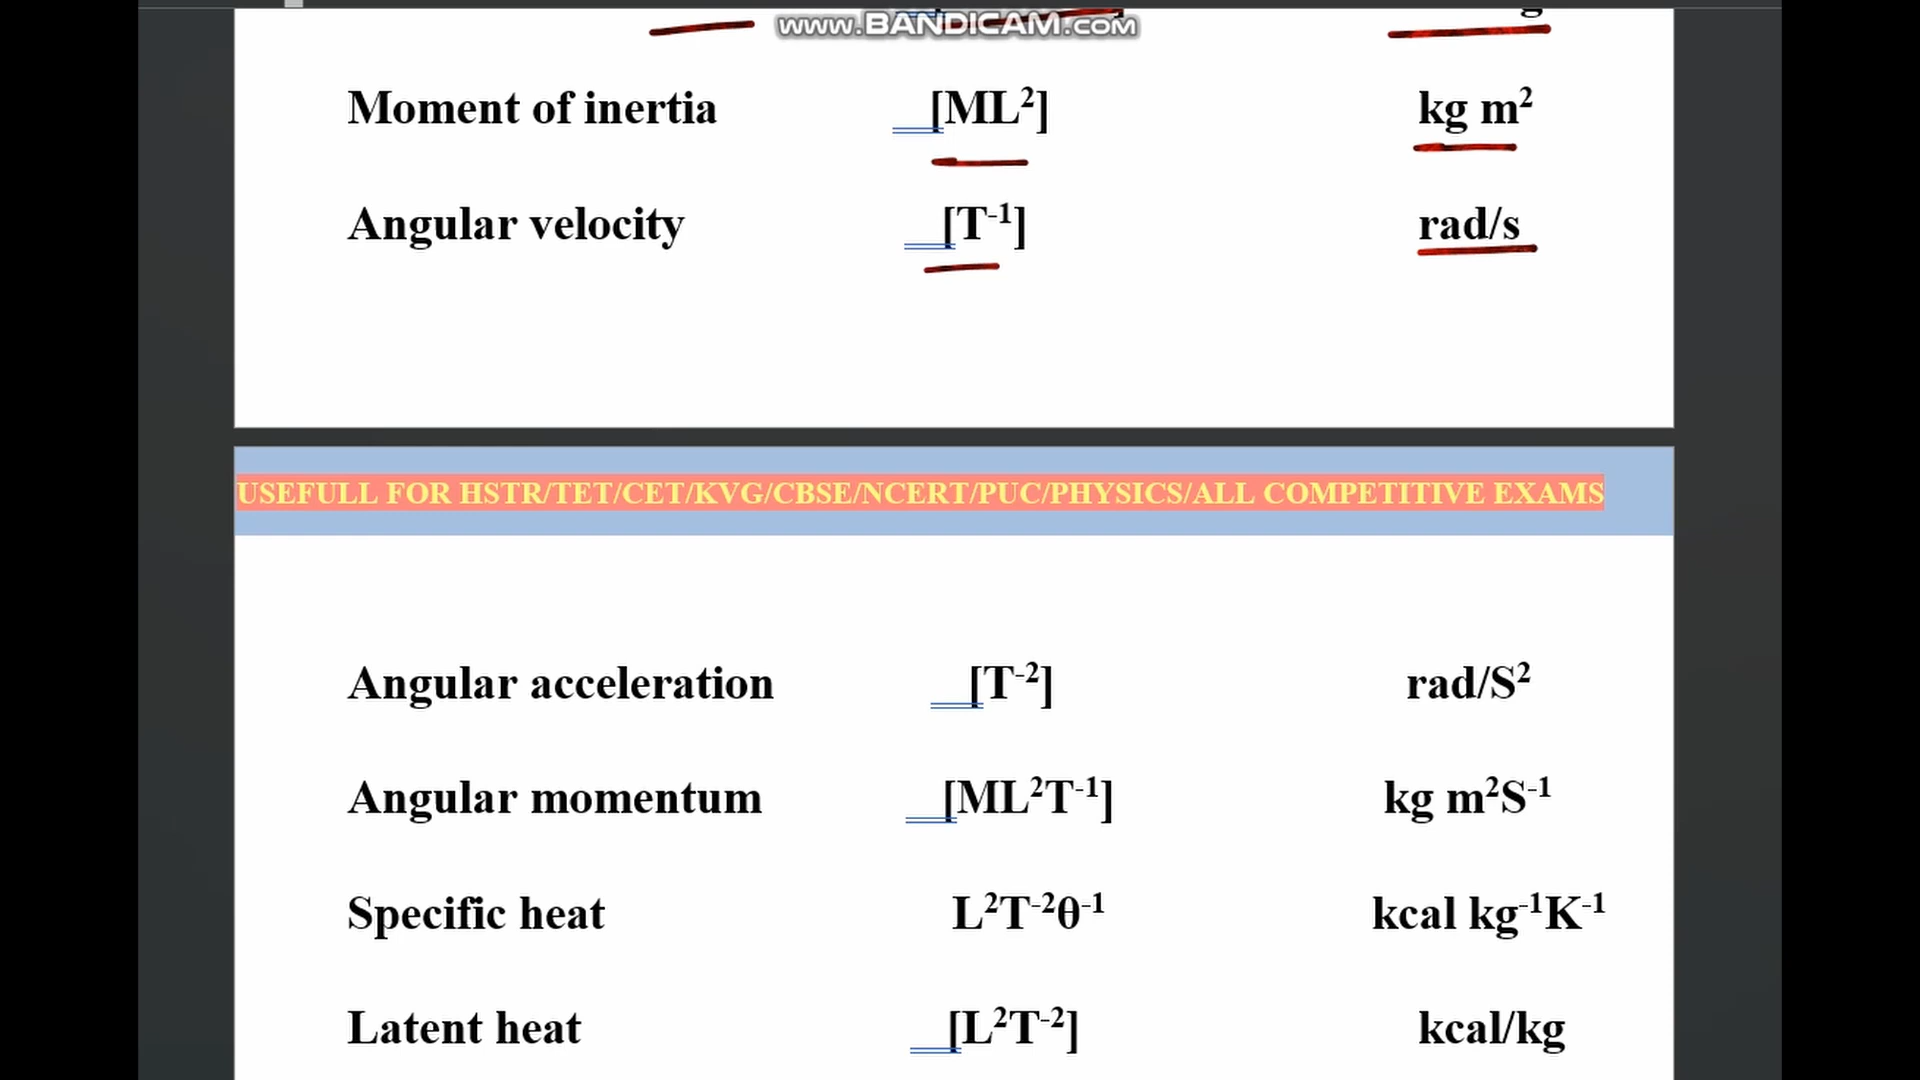 www.BANDICAM.com
Moment of inertia [ML²] kg m²
Angular velocity [T⁻¹] rad/s
USEFULL FOR HSTR/TET/CET/KVG/CBSE/NCERT/PUC/PHYSICS/ALL COMPETITIVE EXAMS
Angular acceleration [T⁻²] rad/S²
Angular momentum [ML²T⁻¹] kg m²S⁻¹
Specific heat L²T⁻²θ⁻¹ kcal kg⁻¹K⁻¹
Latent heat [L²T⁻²] kcal/kg